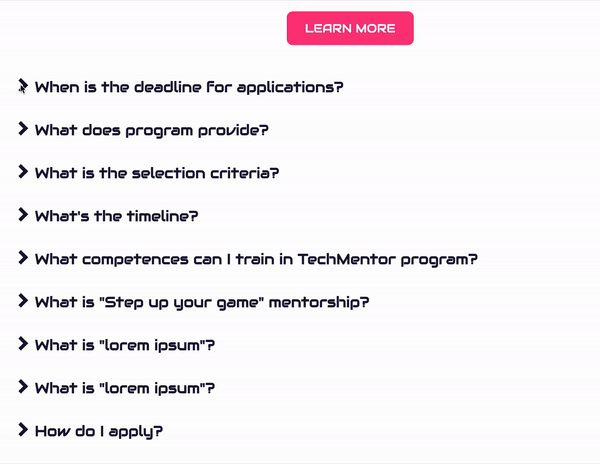 LEARN MORE
When is the deadline for applications?
What does program provide?
What is the selection criteria?
What's the timeline?
What competences can I train in TechMentor program?
What is "Step up your game" mentorship?
What is "lorem ipsum"?
What is "lorem ipsum"?
How do I apply?